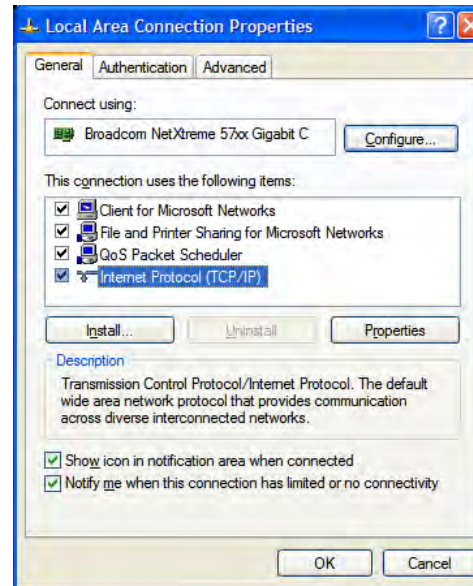 Local Area Connection Properties
General Authentication Advanced
Connect using:
Broadcom NetXtreme 57xx Gigabit C Configure...
This connection uses the following items:
Client for Microsoft Networks
File and Printer Sharing for Microsoft Networks
QoS Packet Scheduler
Internet Protocol (TCP/IP)
Install... Uninstall Properties
Description
Transmission Control Protocol/Internet Protocol. The default
wide area network protocol that provides communication
across diverse interconnected networks.
Show icon in notification area when connected
Notify me when this connection has limited or no connectivity
OK Cancel